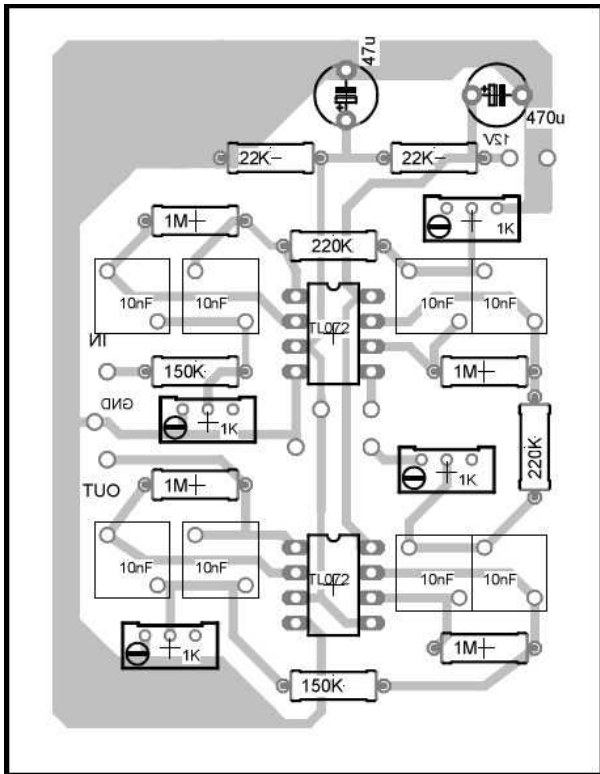 47u
470u
12V
22K
22K
1M
220K
1K
10nF
10nF
TL072
10nF
10nF
IN
150K
1M
GND
1K
220K
1K
OUT
1M
10nF
10nF
TL072
10nF
10nF
1K
1M
150K